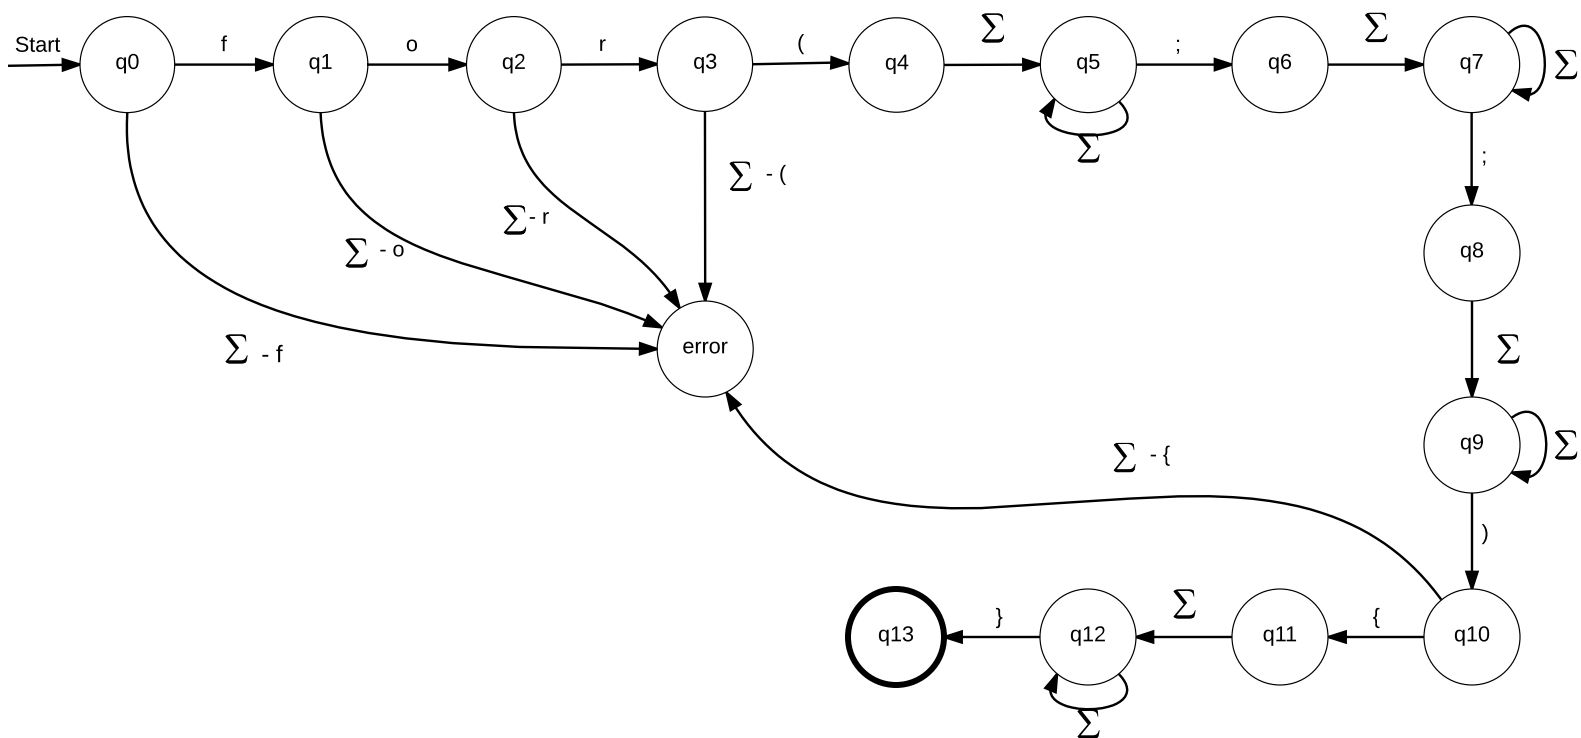 Start
q0
f
q1
o
q2
r
q3
(
q4
Σ
q5
;
q6
Σ
q7
Σ
Σ
;
Σ - (
Σ - r
Σ - o
q8
Σ - f
error
Σ
Σ - {
q9
Σ
)
q13
}
q12
Σ
q11
{
q10
Σ